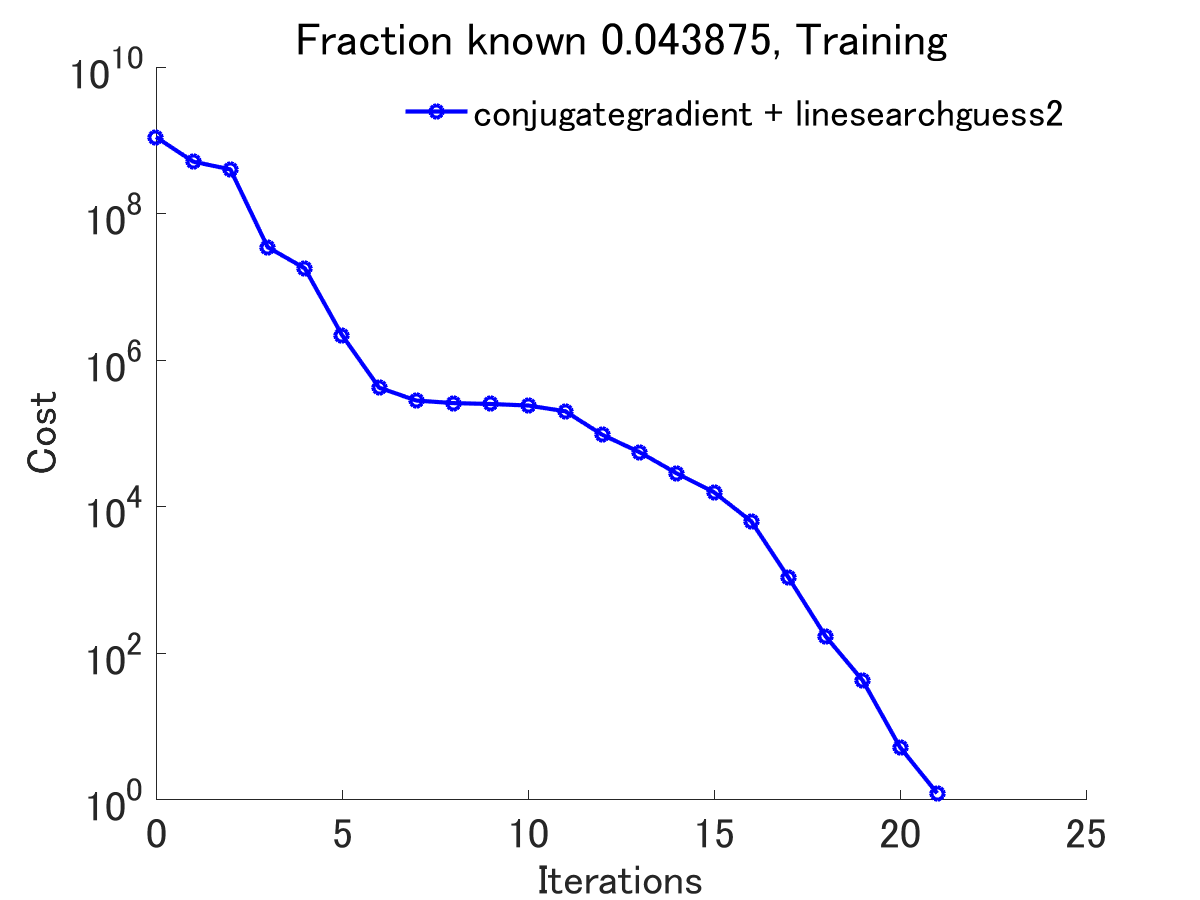 Fraction known 0.043875, Training
conjugategradient + linesearchguess2
10^10
10^8
10^6
10^4
10^2
10^0
Cost
0 5 10 15 20 25
Iterations